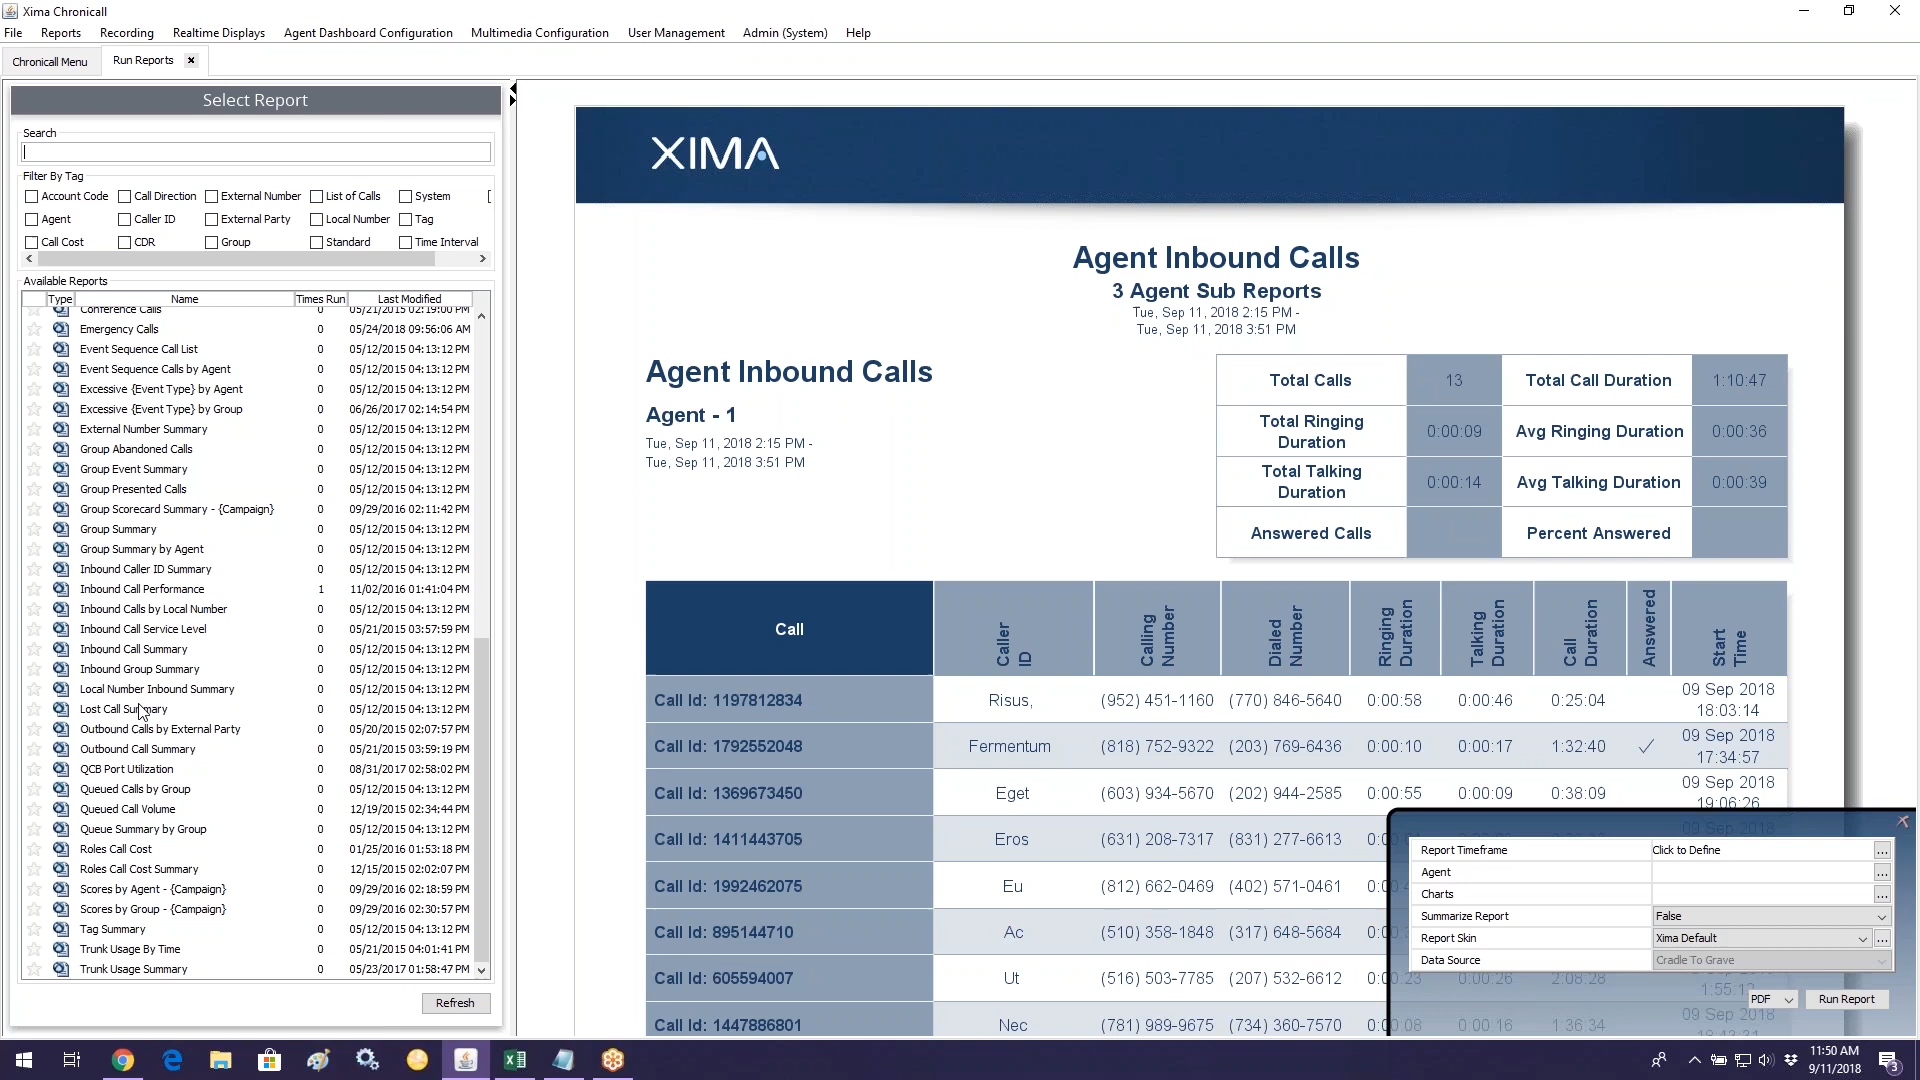 Xima Chronicall
File Reports Recording Realtime Displays Agent Dashboard Configuration Multimedia Configuration User Management Admin (System) Help
Chronicall Menu Run Reports
Select Report
Search
Filter By Tag
Account Code Call Direction External Number List of Calls System
Agent Caller ID External Party Local Number Tag
Call Cost CDR Group Standard Time Interval
Available Reports
Type Name Times Run Last Modified
Conference Calls 0 05/21/2015 02:19:00 PM
Emergency Calls 0 05/24/2018 09:56:06 AM
Event Sequence Call List 0 05/12/2015 04:13:12 PM
Event Sequence Calls by Agent 0 05/12/2015 04:13:12 PM
Excessive {Event Type} by Agent 0 05/12/2015 04:13:12 PM
Excessive {Event Type} by Group 0 06/26/2017 02:14:54 PM
External Number Summary 0 05/12/2015 04:13:12 PM
Group Abandoned Calls 0 05/12/2015 04:13:12 PM
Group Event Summary 0 05/12/2015 04:13:12 PM
Group Presented Calls 0 05/12/2015 04:13:12 PM
Group Scorecard Summary - {Campaign} 0 09/29/2016 02:11:42 PM
Group Summary 0 05/12/2015 04:13:12 PM
Group Summary by Agent 0 05/12/2015 04:13:12 PM
Inbound Caller ID Summary 0 05/12/2015 04:13:12 PM
Inbound Call Performance 1 11/02/2016 01:41:04 PM
Inbound Calls by Local Number 0 05/12/2015 04:13:12 PM
Inbound Call Service Level 0 05/21/2015 03:57:59 PM
Inbound Call Summary 0 05/12/2015 04:13:12 PM
Inbound Group Summary 0 05/12/2015 04:13:12 PM
Local Number Inbound Summary 0 05/12/2015 04:13:12 PM
Lost Call Summary 0 05/12/2015 04:13:12 PM
Outbound Calls by External Party 0 05/20/2015 02:07:57 PM
Outbound Call Summary 0 05/21/2015 03:59:19 PM
QCB Port Utilization 0 08/31/2017 02:58:02 PM
Queued Calls by Group 0 05/12/2015 04:13:12 PM
Queued Call Volume 0 12/19/2015 02:34:44 PM
Queue Summary by Group 0 05/12/2015 04:13:12 PM
Roles Call Cost 0 01/25/2016 01:53:18 PM
Roles Call Cost Summary 0 12/15/2015 02:02:07 PM
Scores by Agent - {Campaign} 0 09/29/2016 02:18:59 PM
Scores by Group - {Campaign} 0 09/29/2016 02:30:57 PM
Tag Summary 0 05/12/2015 04:13:12 PM
Trunk Usage By Time 0 05/21/2015 04:01:41 PM
Trunk Usage Summary 0 05/23/2017 01:58:47 PM
Refresh
XIMA
Agent Inbound Calls
3 Agent Sub Reports
Tue, Sep 11, 2018 2:15 PM -
Tue, Sep 11, 2018 3:51 PM
Agent Inbound Calls
Agent - 1
Tue, Sep 11, 2018 2:15 PM -
Tue, Sep 11, 2018 3:51 PM
Total Calls 13 Total Call Duration 1:10:47
Total Ringing Duration 0:00:09 Avg Ringing Duration 0:00:36
Total Talking Duration 0:00:14 Avg Talking Duration 0:00:39
Answered Calls Percent Answered
Call Caller ID Calling Number Dialed Number Ringing Duration Talking Duration Call Duration Answered Start Time
Call Id: 1197812834 Risus, (952) 451-1160 (770) 846-5640 0:00:58 0:00:46 0:25:04 09 Sep 2018 18:03:14
Call Id: 1792552048 Fermentum (818) 752-9322 (203) 769-6436 0:00:10 0:00:17 1:32:40 ✓ 09 Sep 2018 17:34:57
Call Id: 1369673450 Eget (603) 934-5670 (202) 944-2585 0:00:55 0:00:09 0:38:09 09 Sep 2018 19:06:26
Call Id: 1411443705 Eros (631) 208-7317 (831) 277-6613
Call Id: 1992462075 Eu (812) 662-0469 (402) 571-0461
Call Id: 895144710 Ac (510) 358-1848 (317) 648-5684
Call Id: 605594007 Ut (516) 503-7785 (207) 532-6612 0:00:23 0:00:26 2:08:28
Call Id: 1447886801 Nec (781) 989-9675 (734) 360-7570 0:00:08 0:00:16 1:36:34 09 Sep 2018
Report Timeframe Click to Define ...
Agent ...
Charts ...
Summarize Report False
Report Skin Xima Default ...
Data Source Cradle To Grave
PDF Run Report
11:50 AM
9/11/2018
3